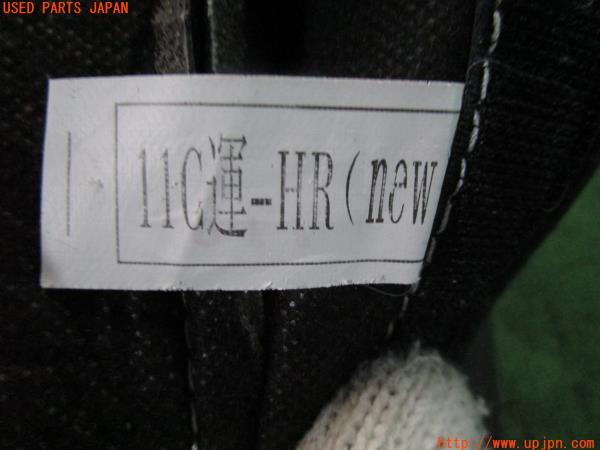 USED PARTS JAPAN
11C運-HR(new
http://www.upjpn.com/